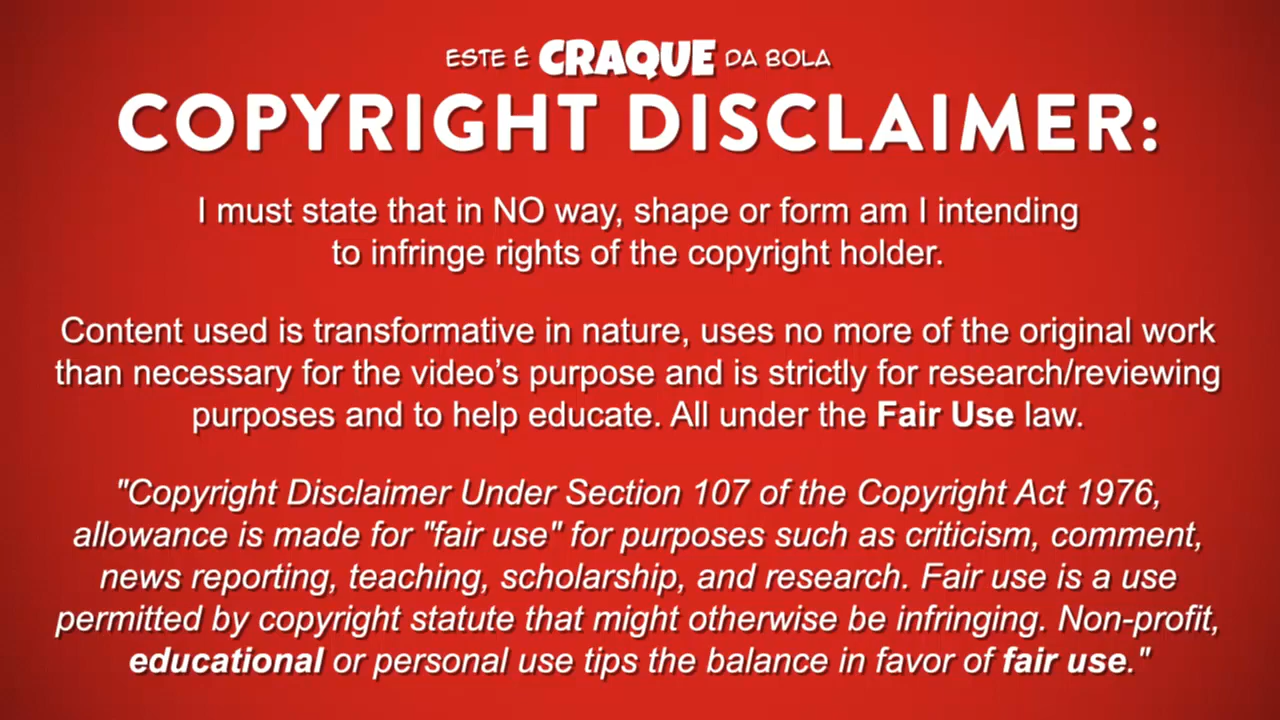 ESTE É CRAQUE DA BOLA
COPYRIGHT DISCLAIMER:
I must state that in NO way, shape or form am I intending
to infringe rights of the copyright holder.
Content used is transformative in nature, uses no more of the original work
than necessary for the video’s purpose and is strictly for research/reviewing
purposes and to help educate. All under the Fair Use law.
"Copyright Disclaimer Under Section 107 of the Copyright Act 1976,
allowance is made for "fair use" for purposes such as criticism, comment,
news reporting, teaching, scholarship, and research. Fair use is a use
permitted by copyright statute that might otherwise be infringing. Non-profit,
educational or personal use tips the balance in favor of fair use."